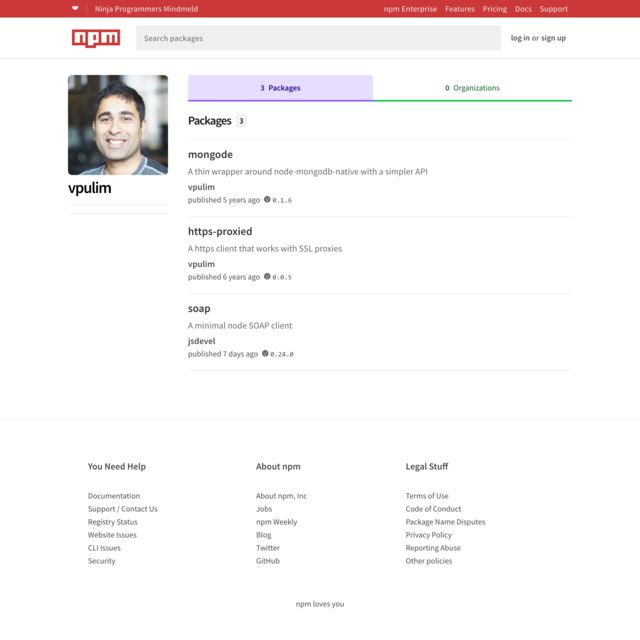 ❤ Ninja Programmers Mindmeld
npm Enterprise Features Pricing Docs Support
npm
Search packages
log in or sign up
3 Packages
0 Organizations
vpulim
Packages 3
mongode
A thin wrapper around node-mongodb-native with a simpler API
vpulim
published 5 years ago 0.1.6
https-proxied
A https client that works with SSL proxies
vpulim
published 6 years ago 0.0.5
soap
A minimal node SOAP client
jsdevel
published 7 days ago 0.24.0
You Need Help
Documentation
Support / Contact Us
Registry Status
Website Issues
CLI Issues
Security
About npm
About npm, Inc
Jobs
npm Weekly
Blog
Twitter
GitHub
Legal Stuff
Terms of Use
Code of Conduct
Package Name Disputes
Privacy Policy
Reporting Abuse
Other policies
npm loves you